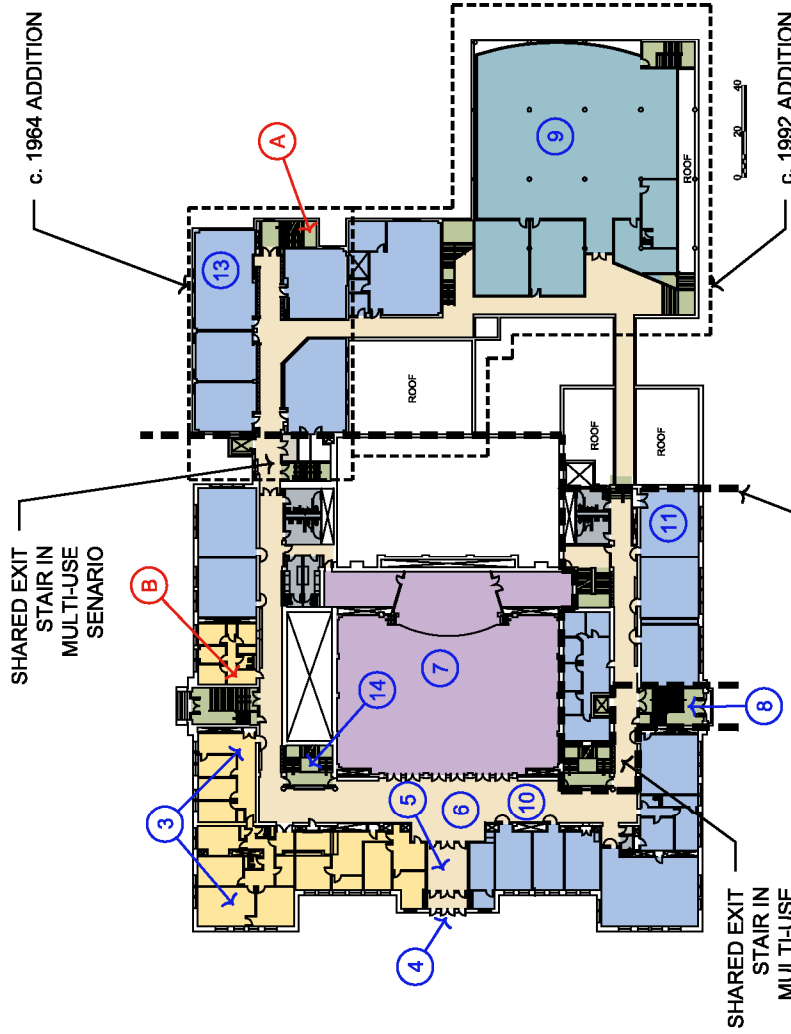 c. 1964 ADDITION
c. 1992 ADDITION
A
9
0 20 40
ROOF
13
ROOF
ROOF
ROOF
SHARED EXIT
STAIR IN
MULTI-USE
SENARIO
B
11
7
14
8
3
5
6
10
4
SHARED EXIT
STAIR IN
MULTI-USE